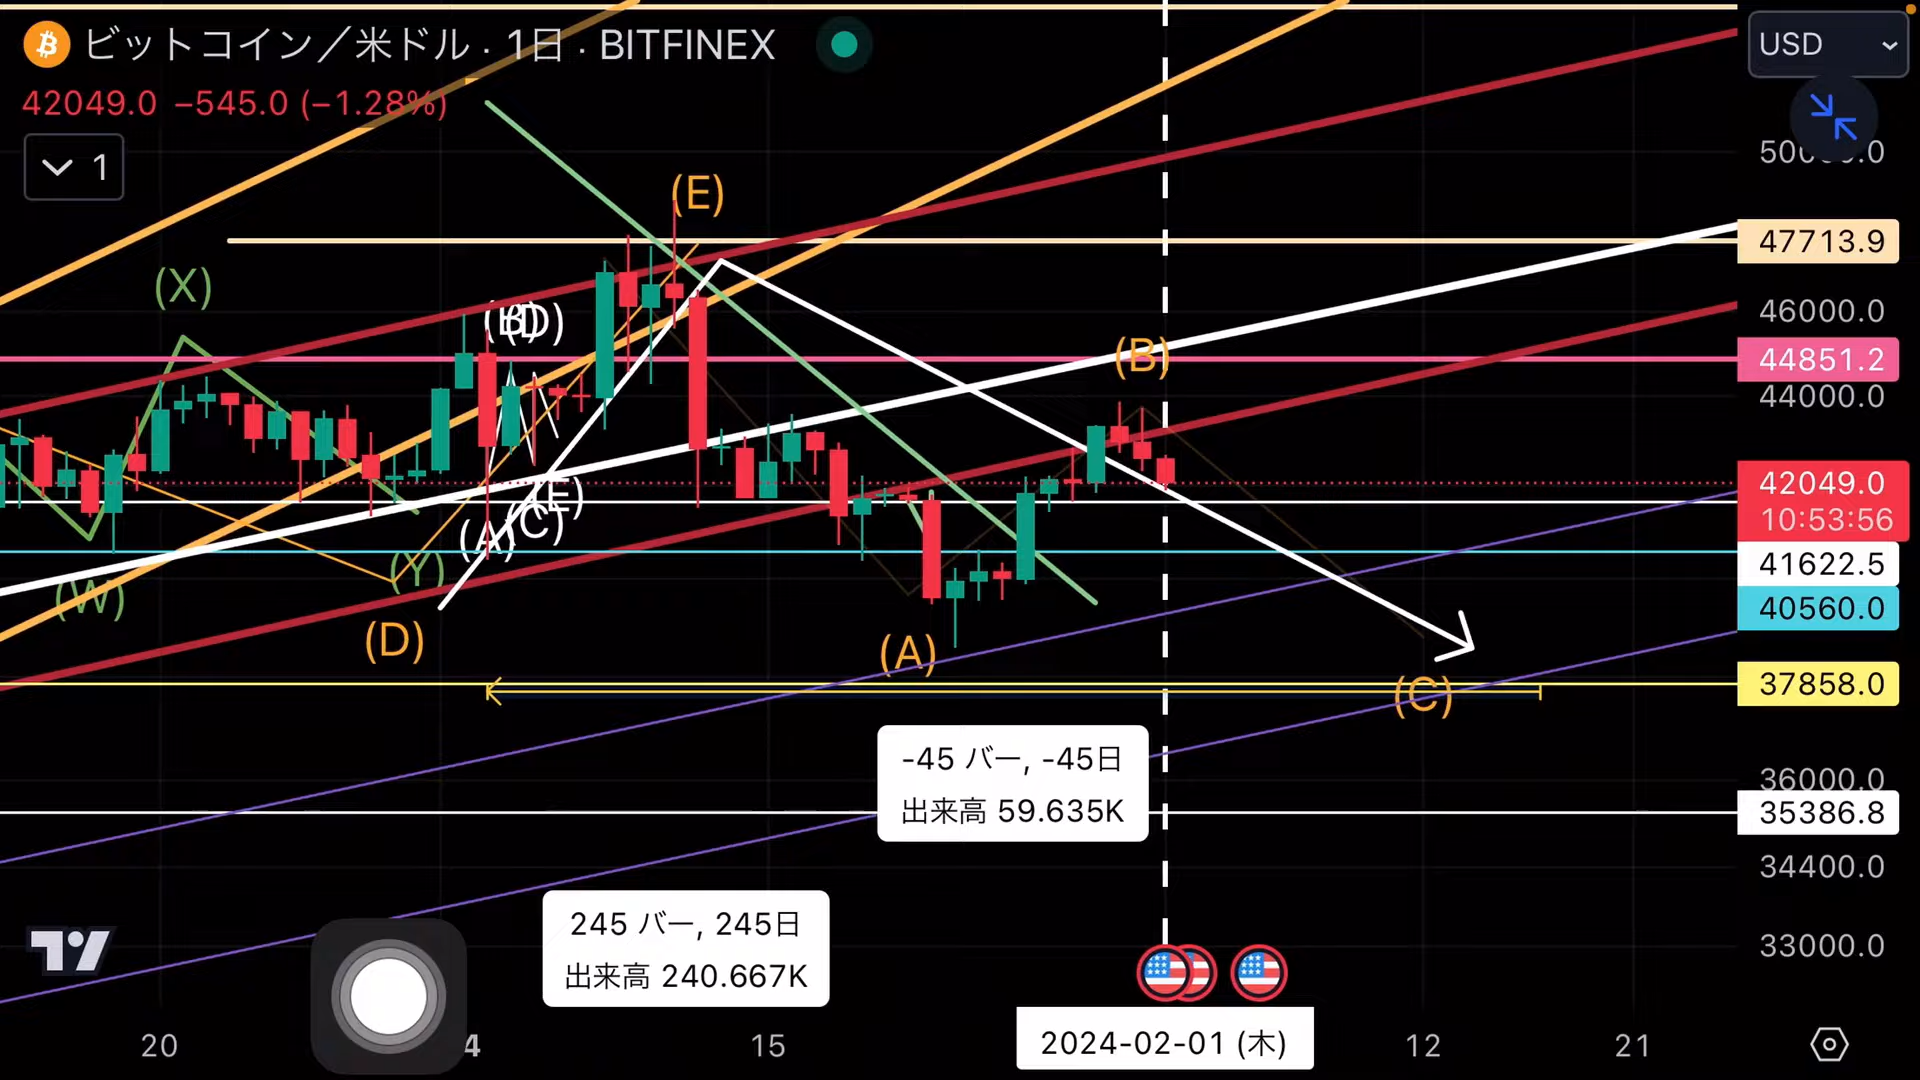 ビットコイン／米ドル · 1日 · BITFINEX
USD
42049.0 −545.0 (−1.28%)
1
(E)
47713.9
(X)
46000.0
(D)
(B)
44851.2
44000.0
42049.0
10:53:56
(E)
(C)
(A)
41622.5
(Y)
(W)
40560.0
(D)
(A)
37858.0
(C)
-45 バー, -45日
出来高 59.635K
36000.0
35386.8
34400.0
245 バー, 245日
出来高 240.667K
33000.0
20
4
15
2024-02-01 (木)
12
21